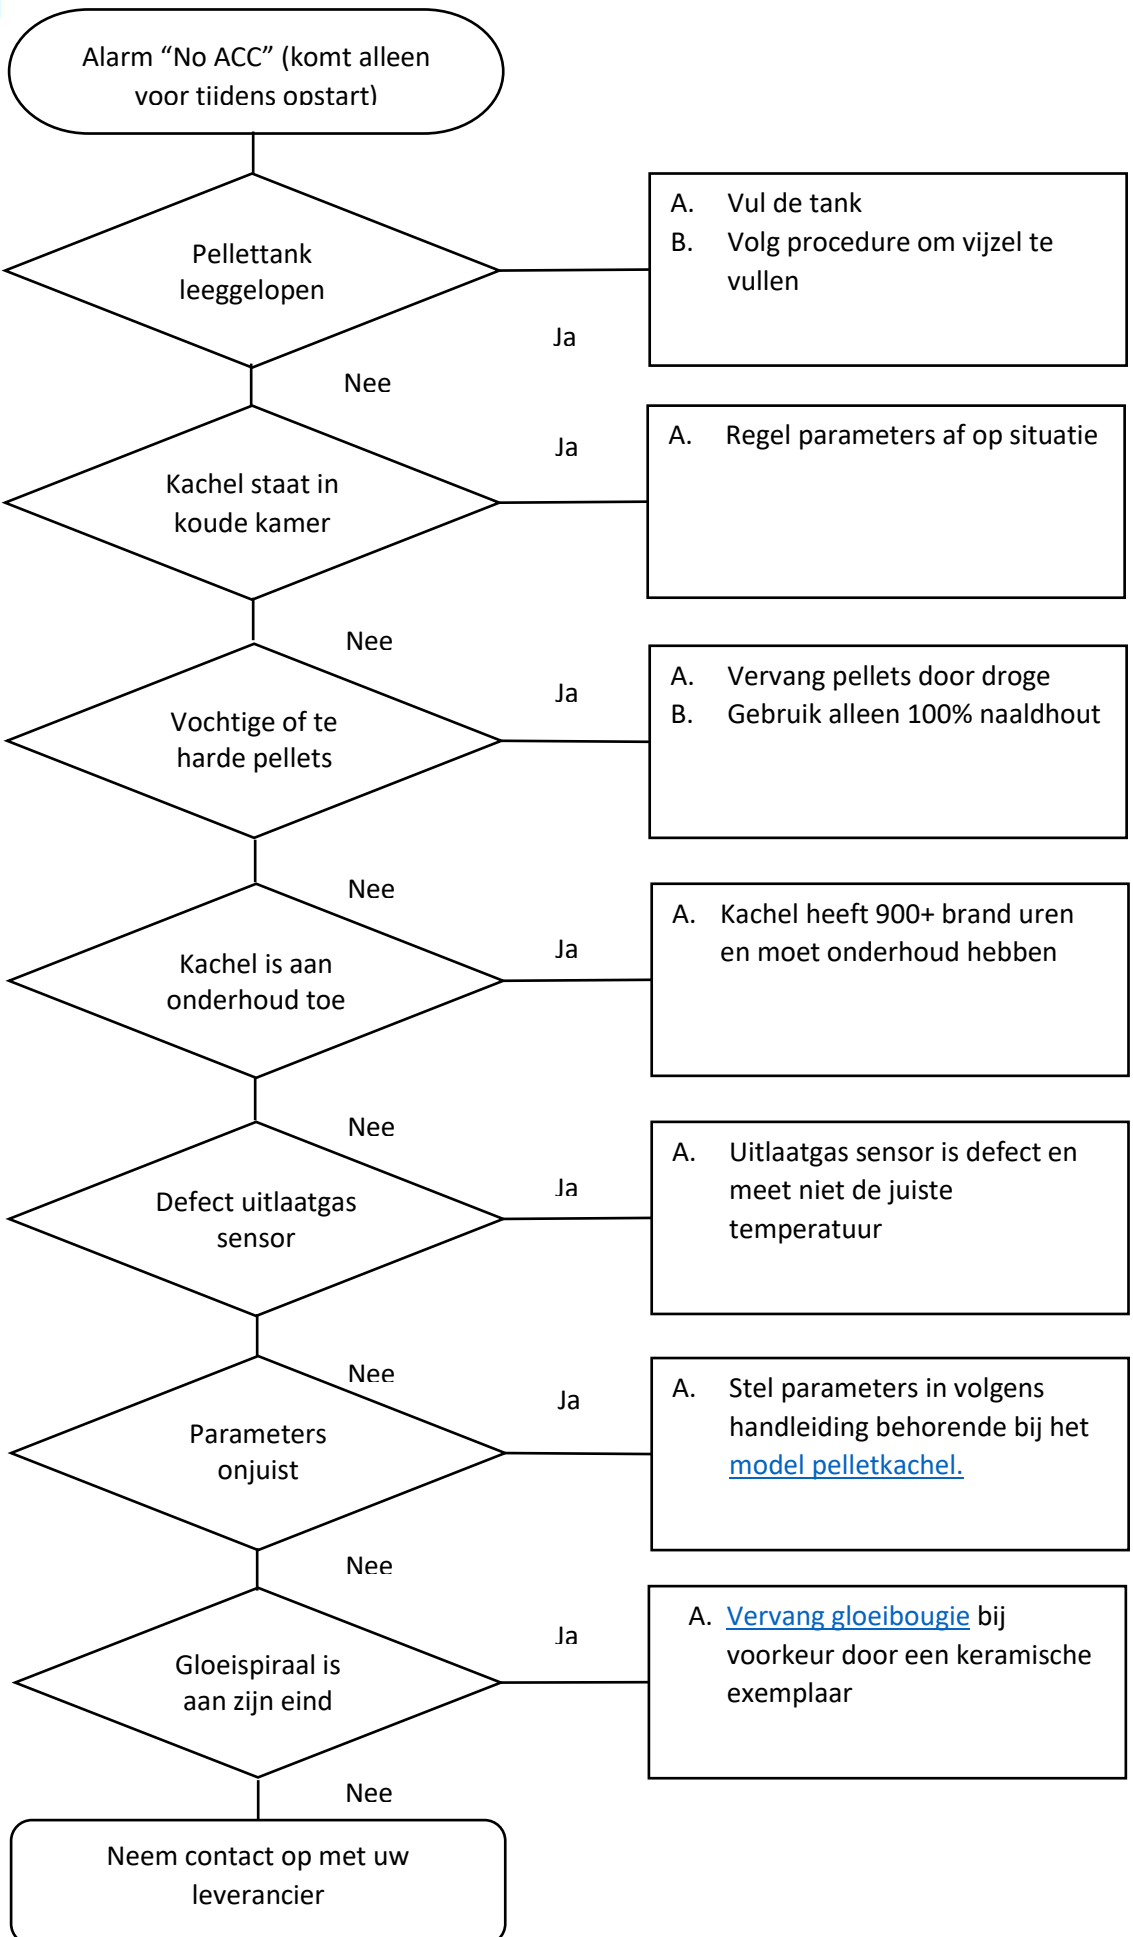 Alarm “No ACC” (komt alleen
voor tijdens opstart)
Pellettank
leeggelopen
A. Vul de tank
B. Volg procedure om vijzel te
vullen
Ja
Nee
Kachel staat in
koude kamer
Ja
A. Regel parameters af op situatie
Nee
Vochtige of te
harde pellets
Ja
A. Vervang pellets door droge
B. Gebruik alleen 100% naaldhout
Nee
Kachel is aan
onderhoud toe
Ja
A. Kachel heeft 900+ brand uren
en moet onderhoud hebben
Nee
Defect uitlaatgas
sensor
Ja
A. Uitlaatgas sensor is defect en
meet niet de juiste
temperatuur
Nee
Parameters
onjuist
Ja
A. Stel parameters in volgens
handleiding behorende bij het
model pelletkachel.
Nee
Gloeispiraal is
aan zijn eind
Ja
A. Vervang gloeibougie bij
voorkeur door een keramische
exemplaar
Nee
Neem contact op met uw
leverancier